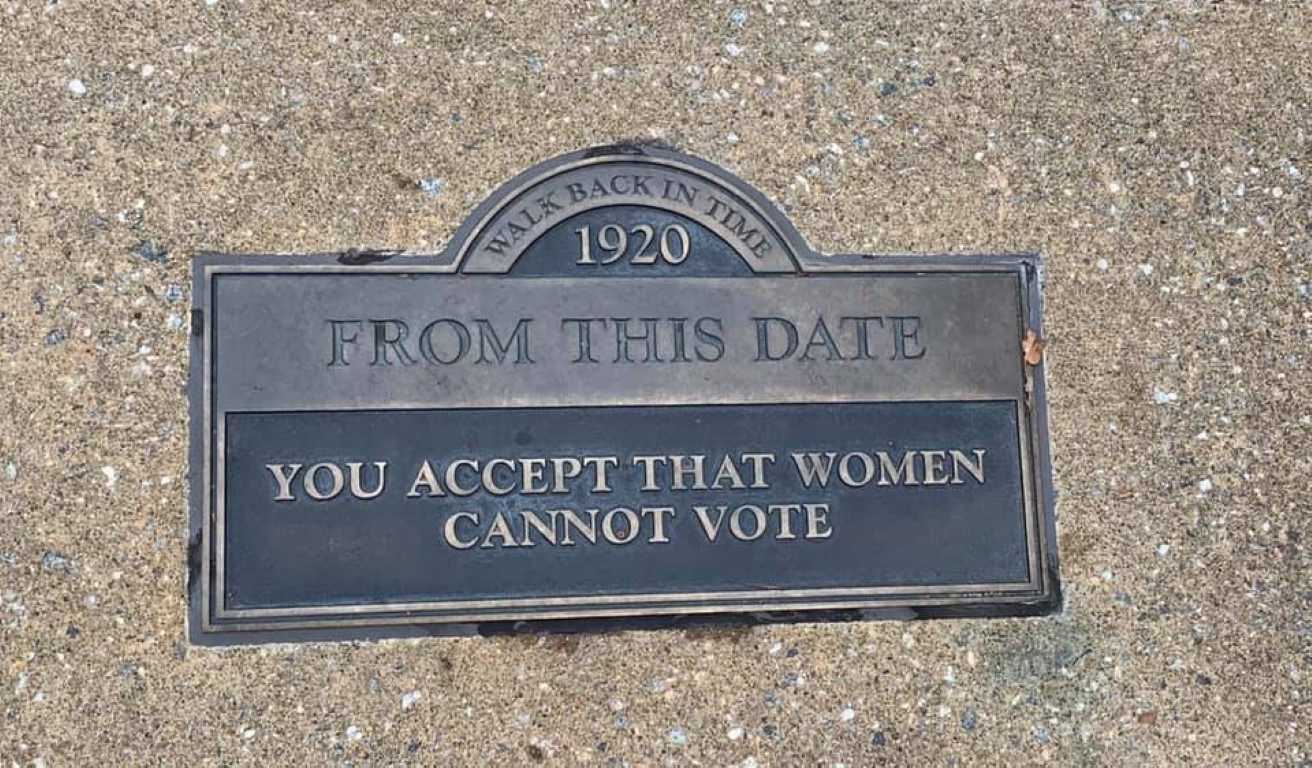 WALK BACK IN TIME
1920
FROM THIS DATE
YOU ACCEPT THAT WOMEN
CANNOT VOTE